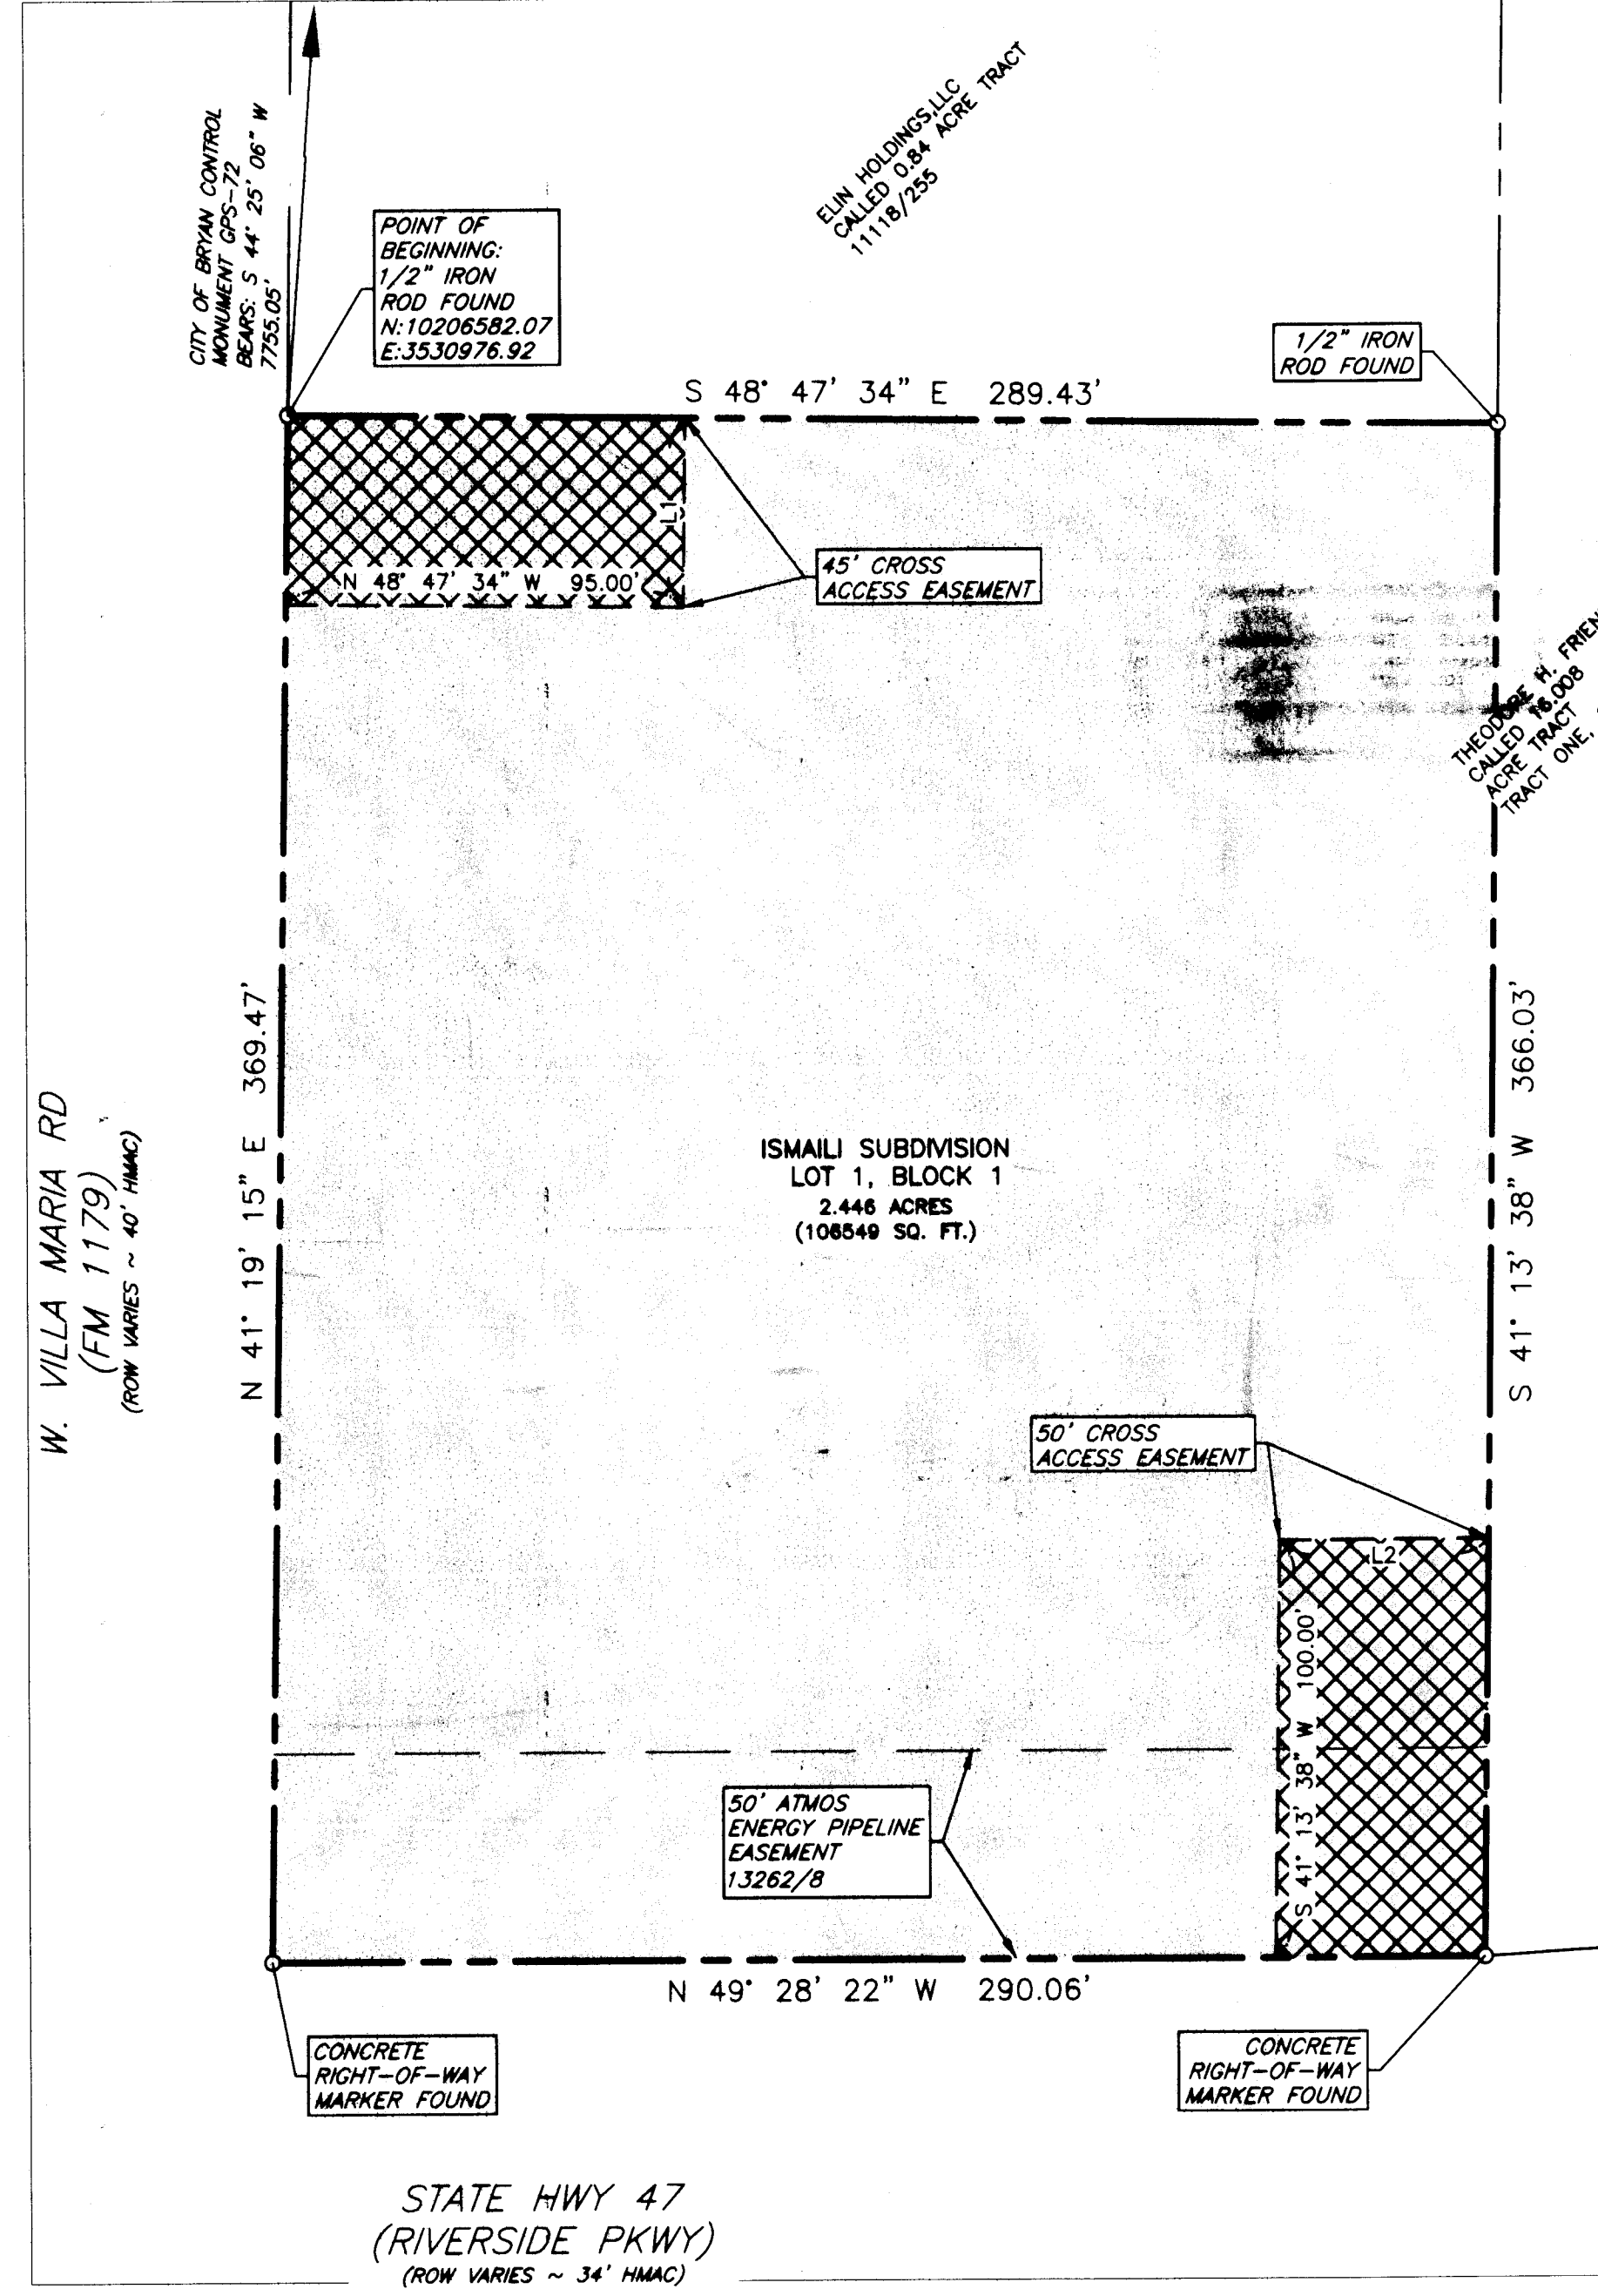 CITY OF BRYAN CONTROL
MONUMENT GPS-72
BEARS: S 44° 25' 06" W
7755.05'
ELIN HOLDINGS,LLC
CALLED 0.84 ACRE TRACT
11118/255
POINT OF
BEGINNING:
1/2" IRON
ROD FOUND
N:10206582.07
E:3530976.92
1/2" IRON
ROD FOUND
S 48° 47' 34" E 289.43'
L1
N 48° 47' 34" W 95.00'
45' CROSS
ACCESS EASEMENT
THEODORE H. FRIEN
CALLED 16.008
ACRE TRACT
TRACT ONE,
N 41° 19' 15" E 369.47'
S 41° 13' 38" W 366.03'
W. VILLA MARIA RD
(FM 1179)
(ROW VARIES ~ 40' HMAC)
ISMAILI SUBDIVISION
LOT 1, BLOCK 1
2.446 ACRES
(106549 SQ. FT.)
50' CROSS
ACCESS EASEMENT
L2
S 41° 13' 38" W 100.00'
50' ATMOS
ENERGY PIPELINE
EASEMENT
13262/8
N 49° 28' 22" W 290.06'
CONCRETE
RIGHT-OF-WAY
MARKER FOUND
CONCRETE
RIGHT-OF-WAY
MARKER FOUND
STATE HWY 47
(RIVERSIDE PKWY)
(ROW VARIES ~ 34' HMAC)